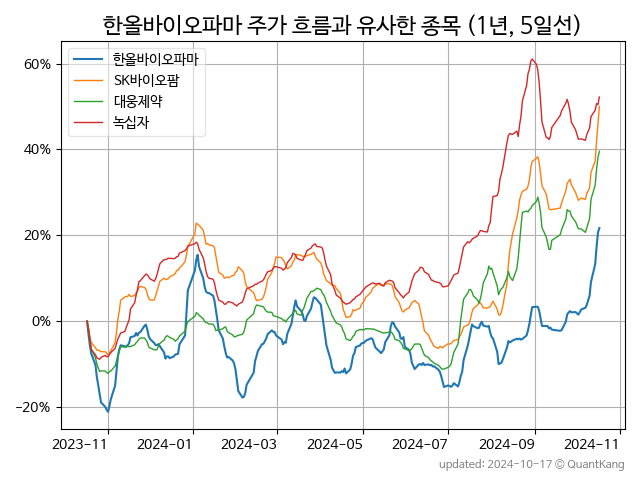 한올바이오파마 주가 흐름과 유사한 종목 (1년, 5일선)
한올바이오파마
SK바이오팜
대웅제약
녹십자
60%
40%
20%
0%
−20%
2023-11
2024-01
2024-03
2024-05
2024-07
2024-09
2024-11
updated: 2024-10-17 © QuantKang